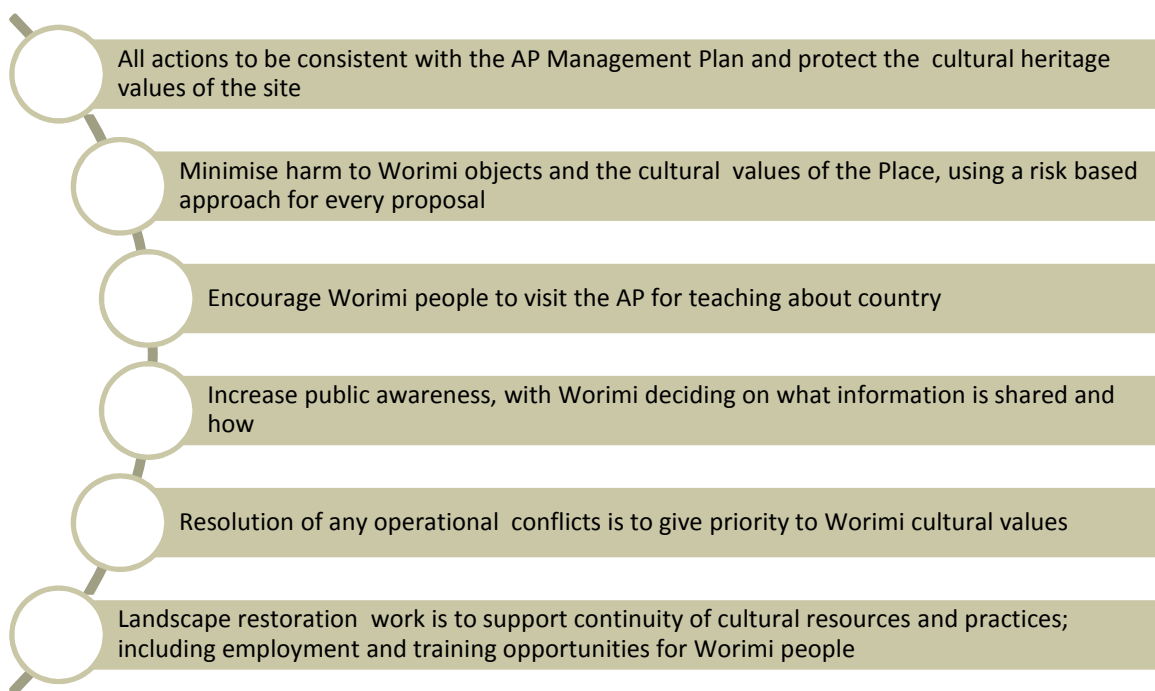 All actions to be consistent with the AP Management Plan and protect the cultural heritage
values of the site
Minimise harm to Worimi objects and the cultural values of the Place, using a risk based
approach for every proposal
Encourage Worimi people to visit the AP for teaching about country
Increase public awareness, with Worimi deciding on what information is shared and
how
Resolution of any operational conflicts is to give priority to Worimi cultural values
Landscape restoration work is to support continuity of cultural resources and practices;
including employment and training opportunities for Worimi people